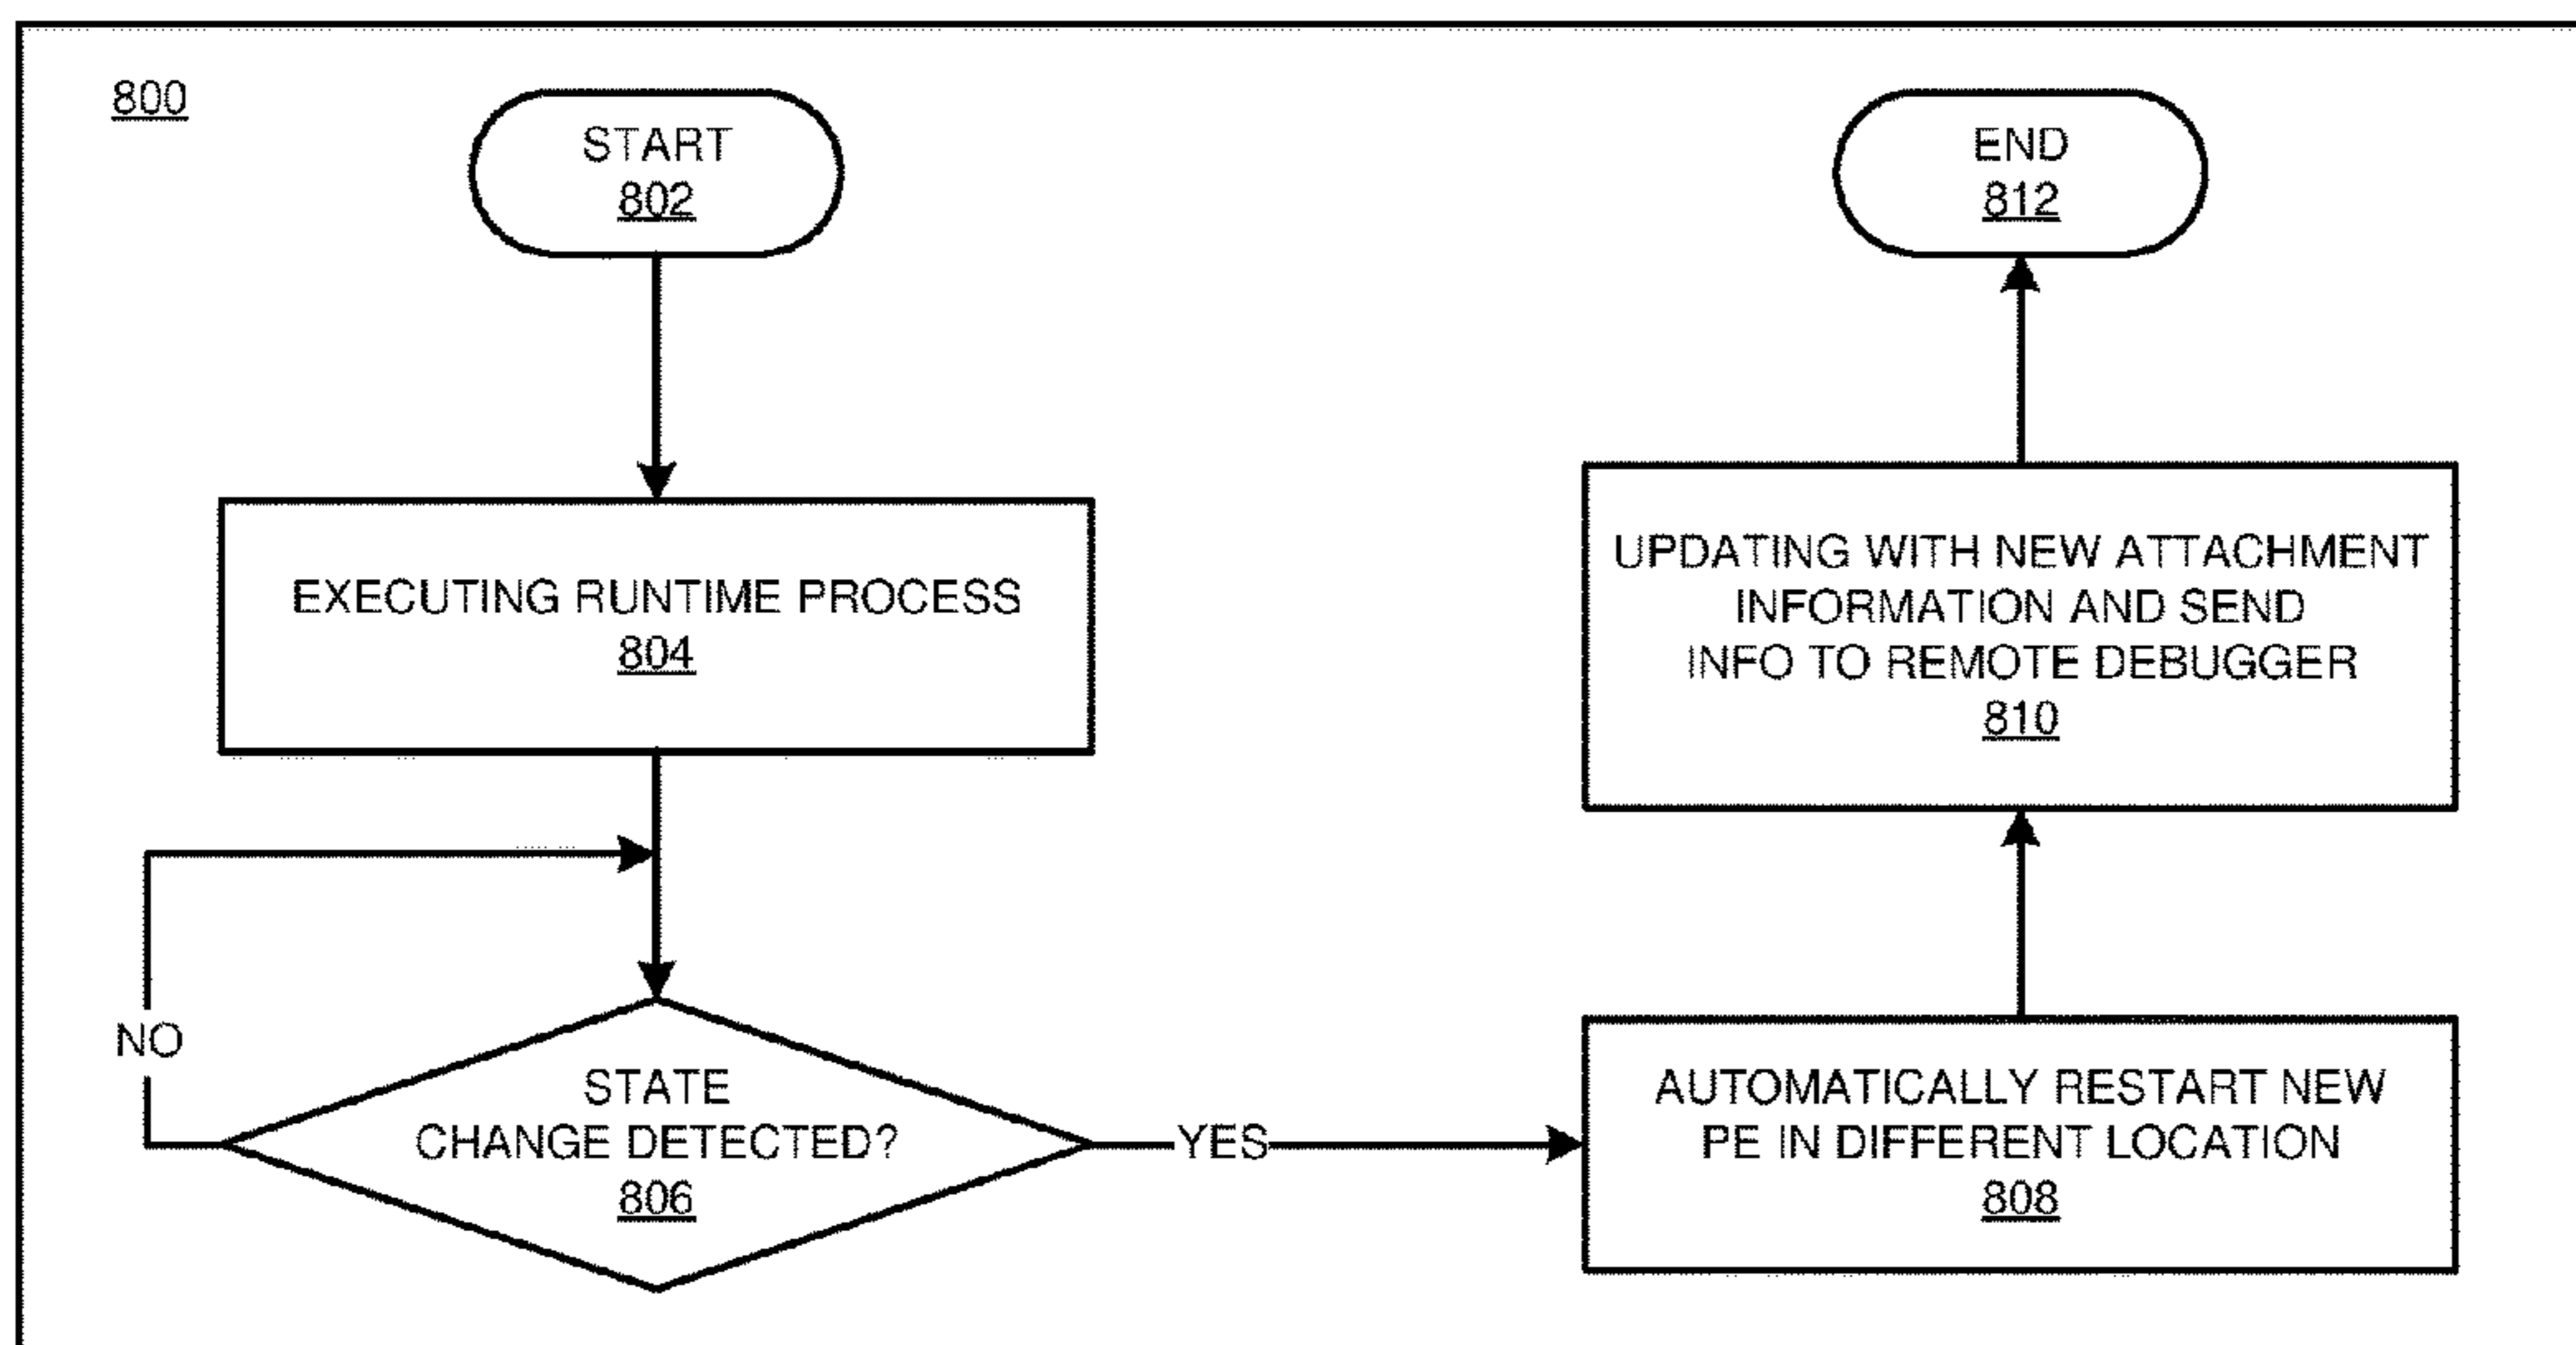 800
START
802
EXECUTING RUNTIME PROCESS
804
NO
STATE
CHANGE DETECTED?
806
YES
AUTOMATICALLY RESTART NEW
PE IN DIFFERENT LOCATION
808
UPDATING WITH NEW ATTACHMENT
INFORMATION AND SEND
INFO TO REMOTE DEBUGGER
810
END
812